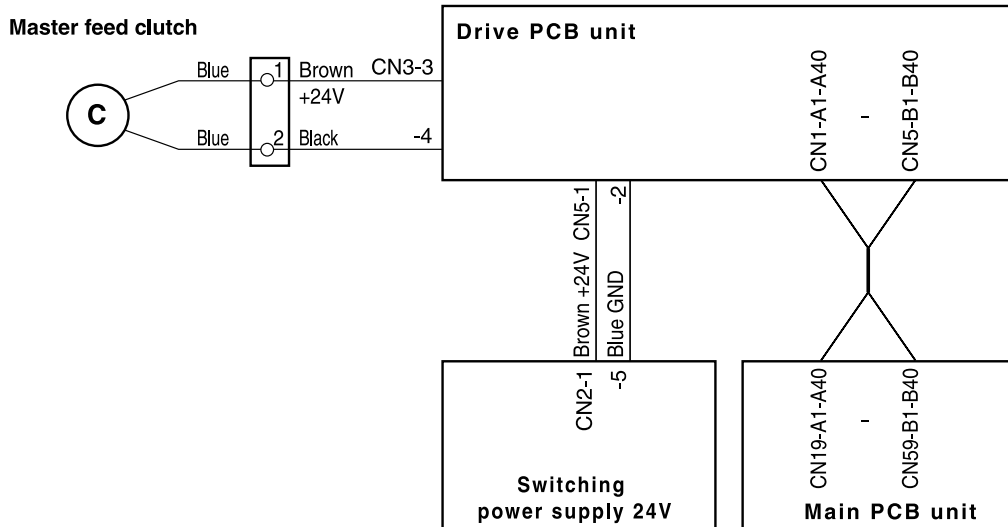 Master feed clutch
Drive PCB unit
C
Blue
1
Brown
CN3-3
+24V
Blue
2
Black
-4
CN1-A1-A40
-
CN5-B1-B40
Brown +24V CN5-1
Blue GND -2
CN2-1
-5
CN19-A1-A40
-
CN59-B1-B40
Switching
power supply 24V
Main PCB unit